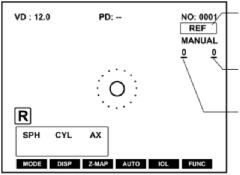 VD : 12.0 PD: -- NO: 0001
REF
MANUAL
0 0
R
SPH CYL AX
MODE DISP Z-MAP AUTO IOL FUNC